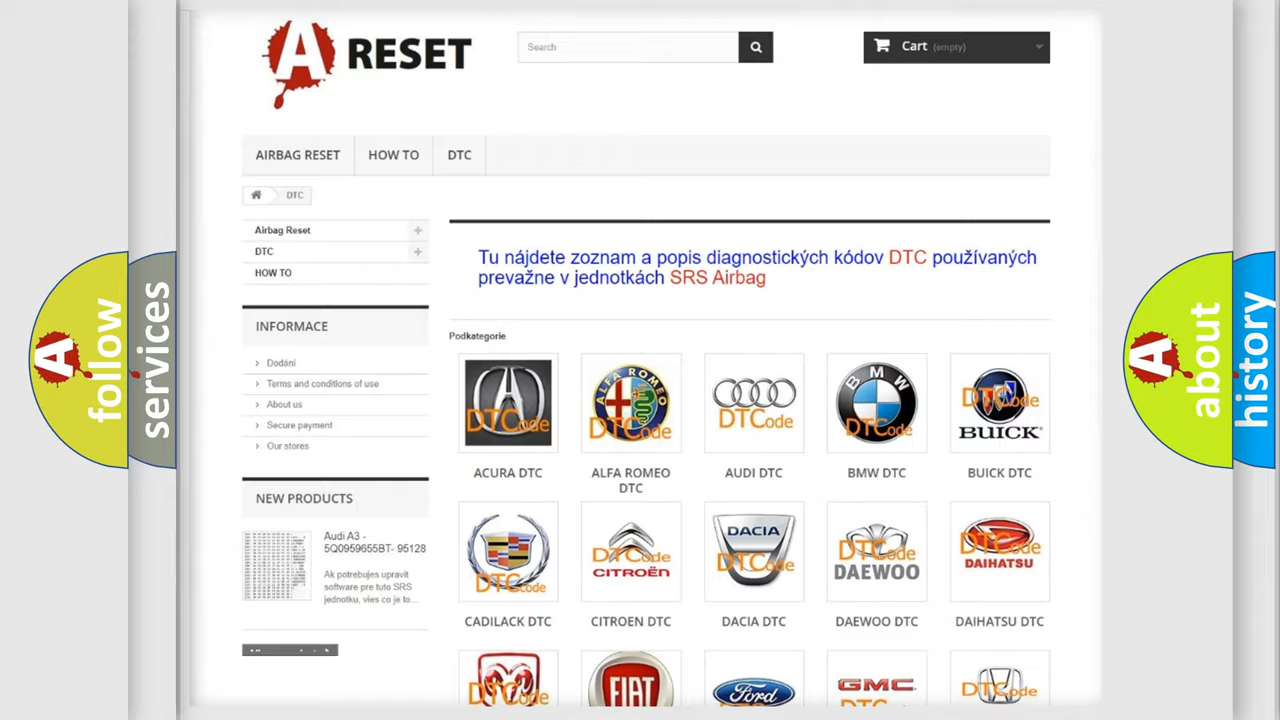 A RESET
Search
Cart (empty)
AIRBAG RESET
HOW TO
DTC
DTC
Airbag Reset
DTC
HOW TO
Tu nájdete zoznam a popis diagnostických kódov DTC používaných
prevažne v jednotkách SRS Airbag
INFORMACE
Dodání
Terms and conditions of use
About us
Secure payment
Our stores
NEW PRODUCTS
Audi A3 -
5Q0959655BT- 95128
Ak potrebujes upravit
software pre tuto SRS
jednotku, vies co je to...
Podkategorie
DTCode
ALFA ROMEO
DTCode
DTCode
BMW
DTCode
DTCode
BUICK
ACURA DTC
ALFA ROMEO
DTC
AUDI DTC
BMW DTC
BUICK DTC
DTCode
DTCode
CITROËN
DACIA
DTCode
DTCode
DAEWOO
DTCode
DAIHATSU
CADILACK DTC
CITROEN DTC
DACIA DTC
DAEWOO DTC
DAIHATSU DTC
DTCode
FIAT
Ford
GMC
DTCode
A follow
services
A about
history